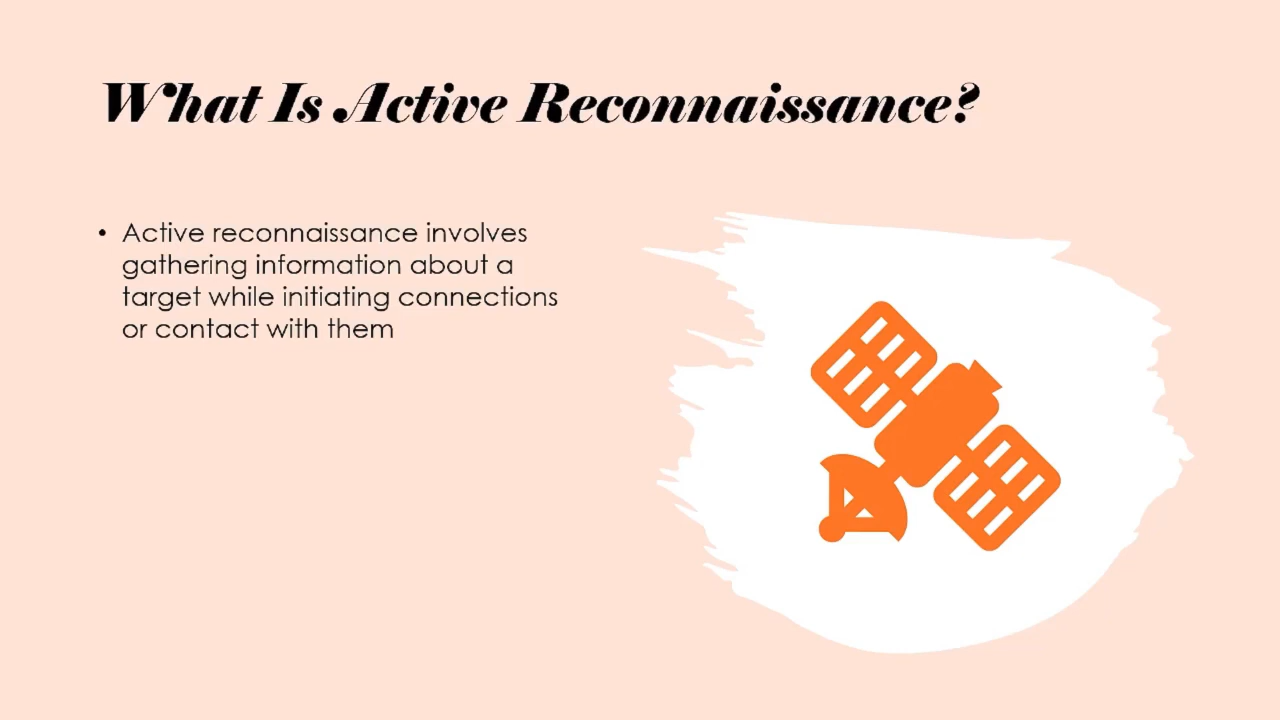 What Is Active Reconnaissance?
• Active reconnaissance involves
gathering information about a
target while initiating connections
or contact with them